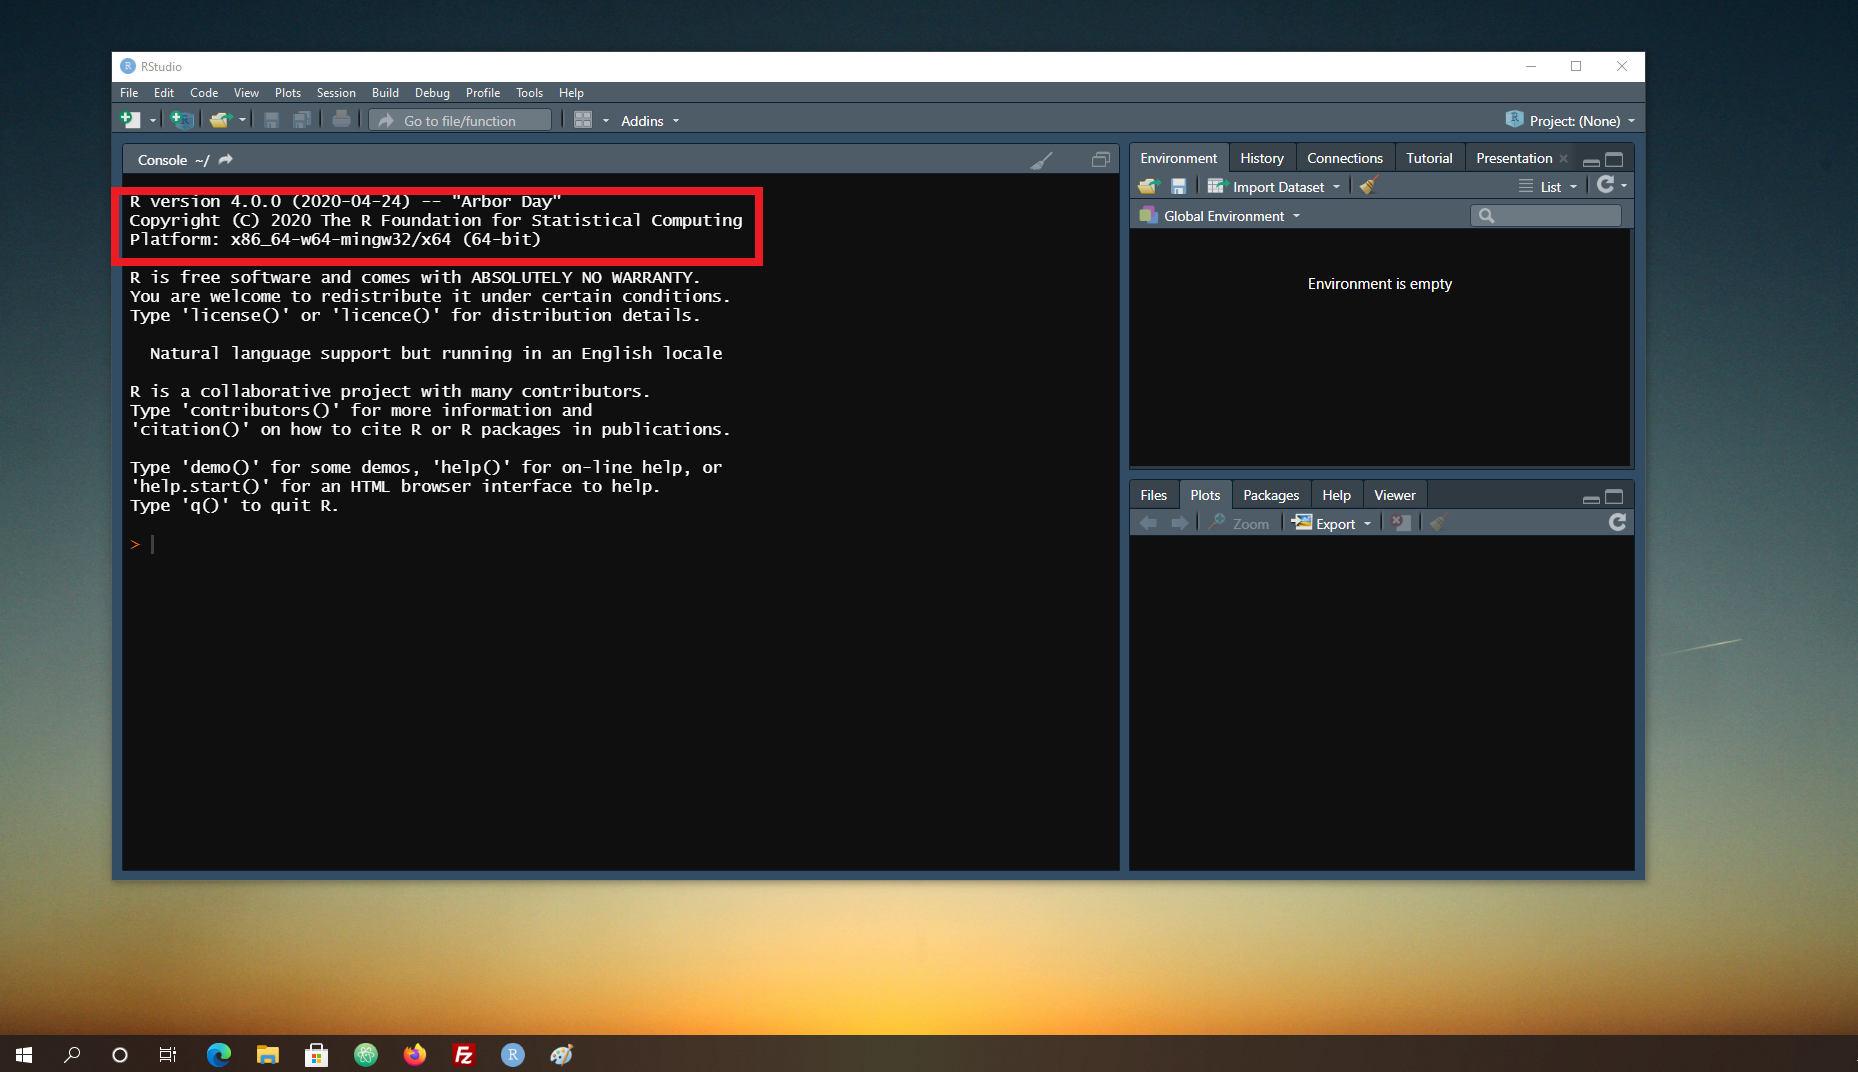 RStudio
File Edit Code View Plots Session Build Debug Profile Tools Help
Go to file/function Addins Project: (None)
Console ~/
R version 4.0.0 (2020-04-24) -- "Arbor Day"
Copyright (C) 2020 The R Foundation for Statistical Computing
Platform: x86_64-w64-mingw32/x64 (64-bit)
R is free software and comes with ABSOLUTELY NO WARRANTY.
You are welcome to redistribute it under certain conditions.
Type 'license()' or 'licence()' for distribution details.
Natural language support but running in an English locale
R is a collaborative project with many contributors.
Type 'contributors()' for more information and
'citation()' on how to cite R or R packages in publications.
Type 'demo()' for some demos, 'help()' for on-line help, or
'help.start()' for an HTML browser interface to help.
Type 'q()' to quit R.
>
Environment History Connections Tutorial Presentation
Import Dataset List
Global Environment
Environment is empty
Files Plots Packages Help Viewer
Zoom Export